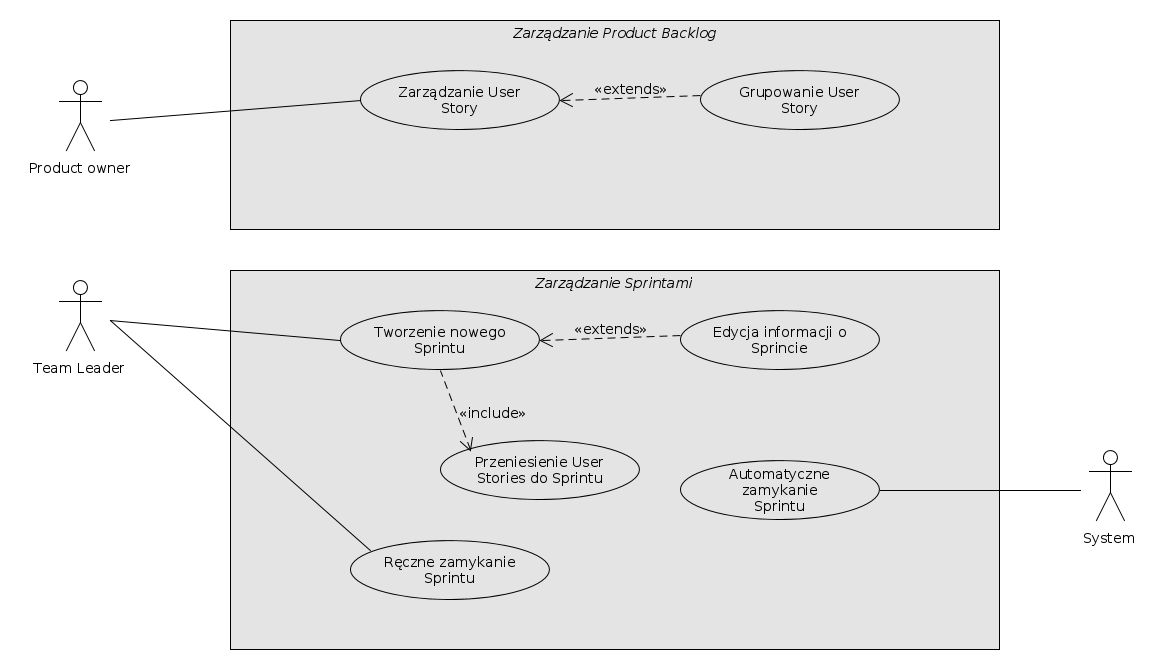 Zarządzanie Product Backlog
Zarządzanie User
Story
«extends»
Grupowanie User
Story
Product owner
Zarządzanie Sprintami
Tworzenie nowego
Sprintu
«extends»
Edycja informacji o
Sprincie
Team Leader
«include»
Przeniesienie User
Stories do Sprintu
Automatyczne
zamykanie
Sprintu
System
Ręczne zamykanie
Sprintu